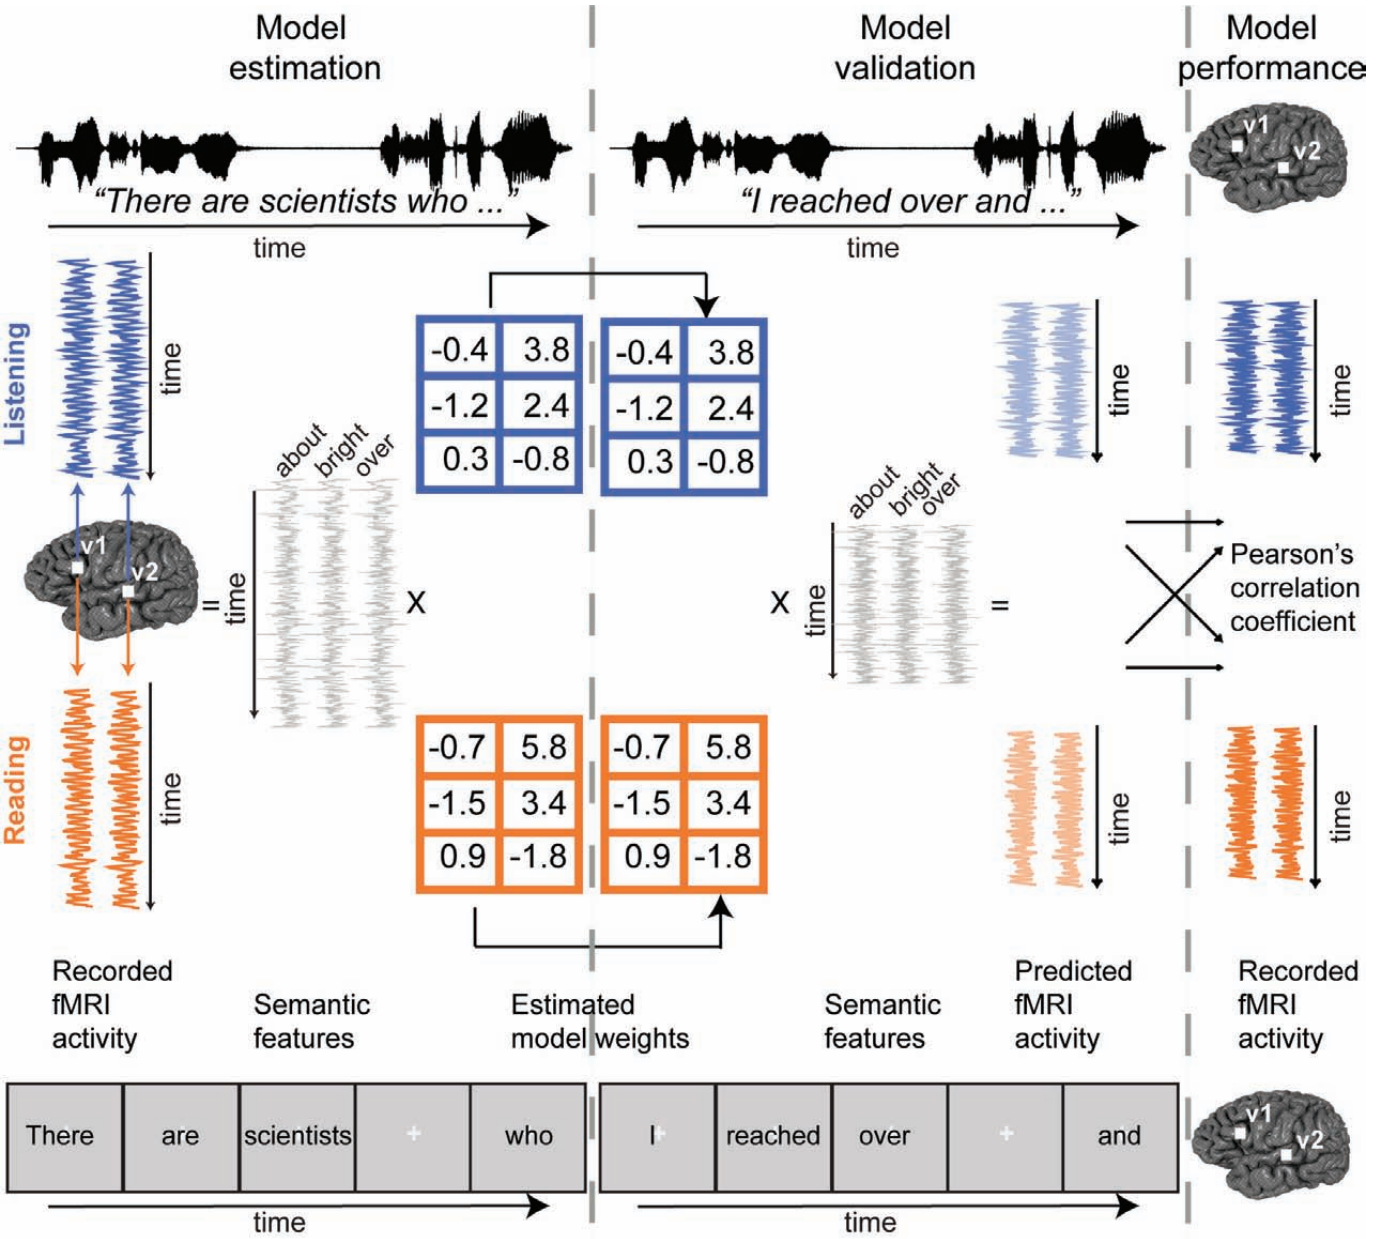 Model
estimation
Model
validation
Model
performance
“There are scientists who ...”
“I reached over and ...”
v1
v2
time
time
Listening
time
-0.4 3.8
-1.2 2.4
0.3 -0.8
-0.4 3.8
-1.2 2.4
0.3 -0.8
time
time
about bright over
about bright over
v1
v2
=
time
X
X
time
=
Pearson’s
correlation
coefficient
Reading
time
-0.7 5.8
-1.5 3.4
0.9 -1.8
-0.7 5.8
-1.5 3.4
0.9 -1.8
time
time
Recorded
fMRI
activity
Semantic
features
Estimated
model weights
Semantic
features
Predicted
fMRI
activity
Recorded
fMRI
activity
There are scientists + who
I + reached over + and
v1
v2
time
time